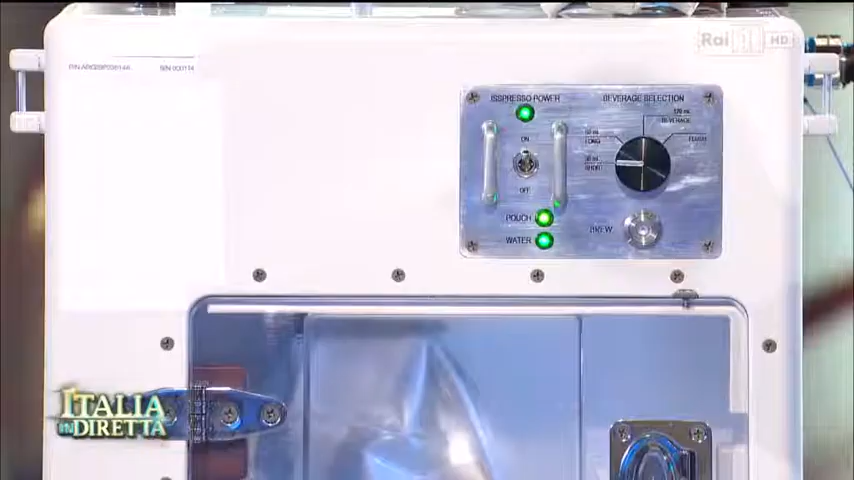 Rai 1 HD
ISSPRESSO POWER
BEVERAGE SELECTION
BEVERAGE
LONG
FLUSH
SHORT
ON
OFF
POUCH
BREW
WATER
ITALIA
IN DIRETTA